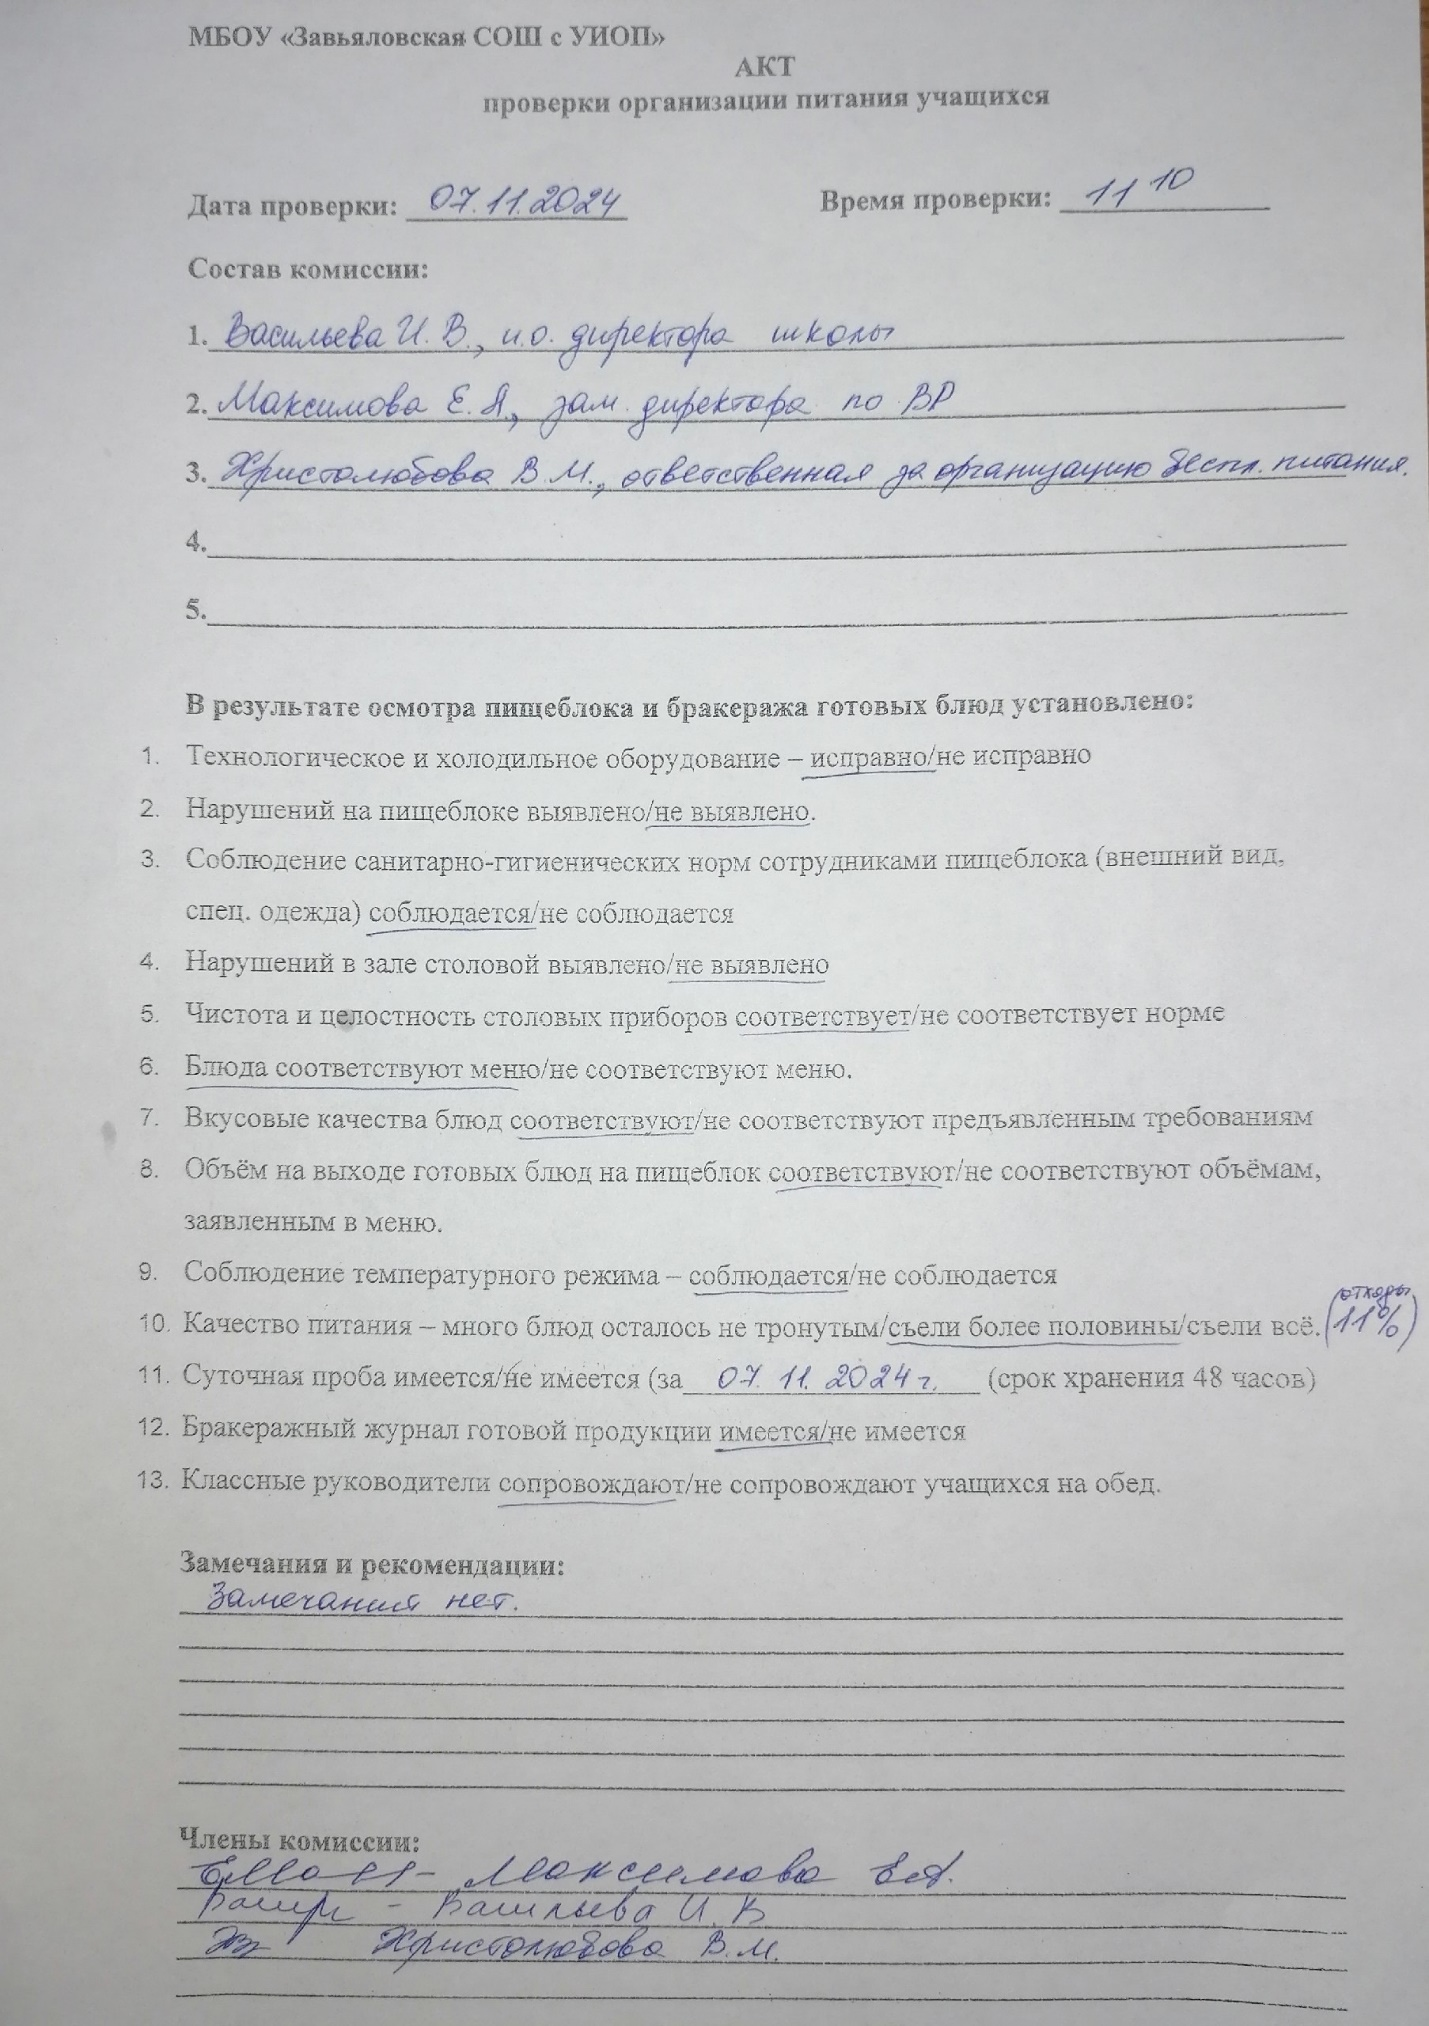 МБОУ «Завьяловская СОШ с УИОП»
АКТ
проверки организации питания учащихся
Дата проверки: 07.11.2024 Время проверки: 11 10
Состав комиссии:
1. Васильева И. В., и.о. директора школы
2. Максимова Е. А., зам. директора по ВР
3. Христолюбова В. М., ответственная за организацию беспл. питания.
4.
5.
В результате осмотра пищеблока и бракеража готовых блюд установлено:
1. Технологическое и холодильное оборудование – исправно/не исправно
2. Нарушений на пищеблоке выявлено/не выявлено.
3. Соблюдение санитарно-гигиенических норм сотрудниками пищеблока (внешний вид,
спец. одежда) соблюдается/не соблюдается
4. Нарушений в зале столовой выявлено/не выявлено
5. Чистота и целостность столовых приборов соответствует/не соответствует норме
6. Блюда соответствуют меню/не соответствуют меню.
7. Вкусовые качества блюд соответствуют/не соответствуют предъявленным требованиям
8. Объём на выходе готовых блюд на пищеблок соответствуют/не соответствуют объёмам,
заявленным в меню.
9. Соблюдение температурного режима – соблюдается/не соблюдается
10. Качество питания – много блюд осталось не тронутым/съели более половины/съели всё. (отходы 11%)
11. Суточная проба имеется/не имеется (за 07. 11. 2024 г. (срок хранения 48 часов)
12. Бракеражный журнал готовой продукции имеется/не имеется
13. Классные руководители сопровождают/не сопровождают учащихся на обед.
Замечания и рекомендации:
Замечаний нет.
Члены комиссии:
Максимова Е.А.
- Васильева И. В
Христолюбова В. М.